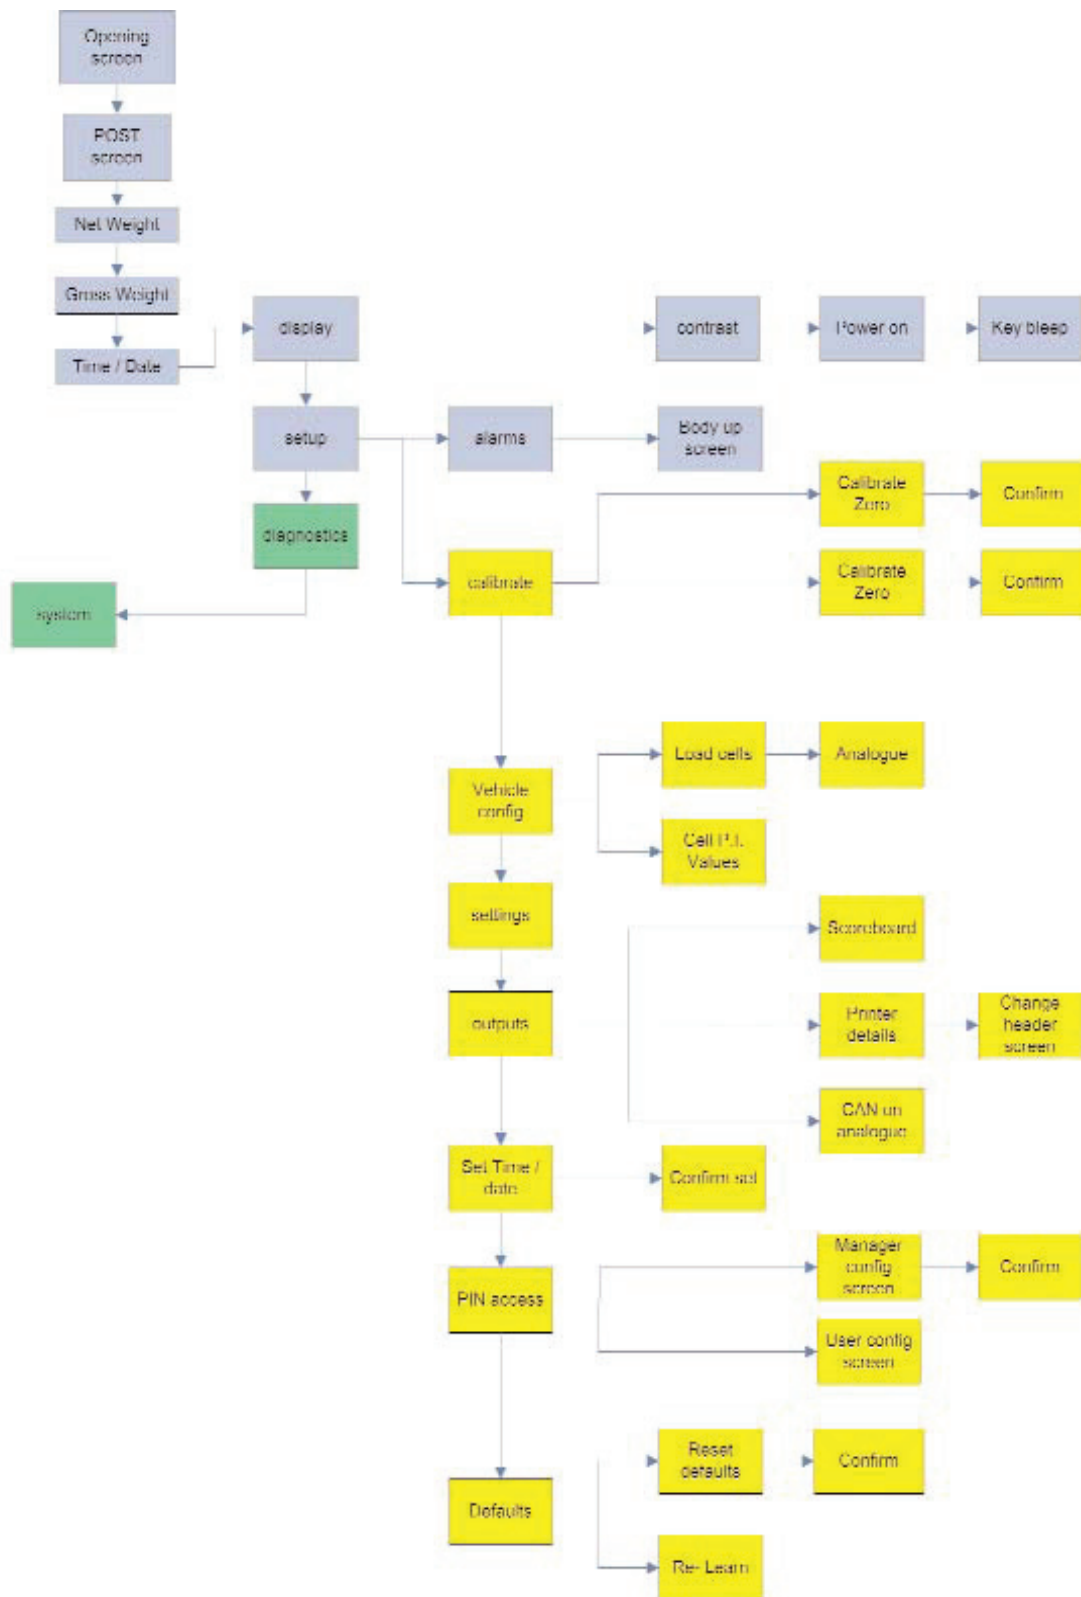 Opening
screen
POST
screen
Net Weight
Gross Weight
Time / Date
display
contrast
Power on
Key bleep
setup
alarms
Body up
screen
diagnostics
system
calibrate
Calibrate
Zero
Confirm
Calibrate
Zero
Confirm
Vehicle
config
Load cells
Analogue
Cell P.I.
Values
settings
outputs
Scoreboard
Printer
details
Change
header
screen
CAN on
analogue
Set Time /
date
Confirm set
PIN access
Manager
config
screen
Confirm
User config
screen
Defaults
Reset
defaults
Confirm
Re- Learn